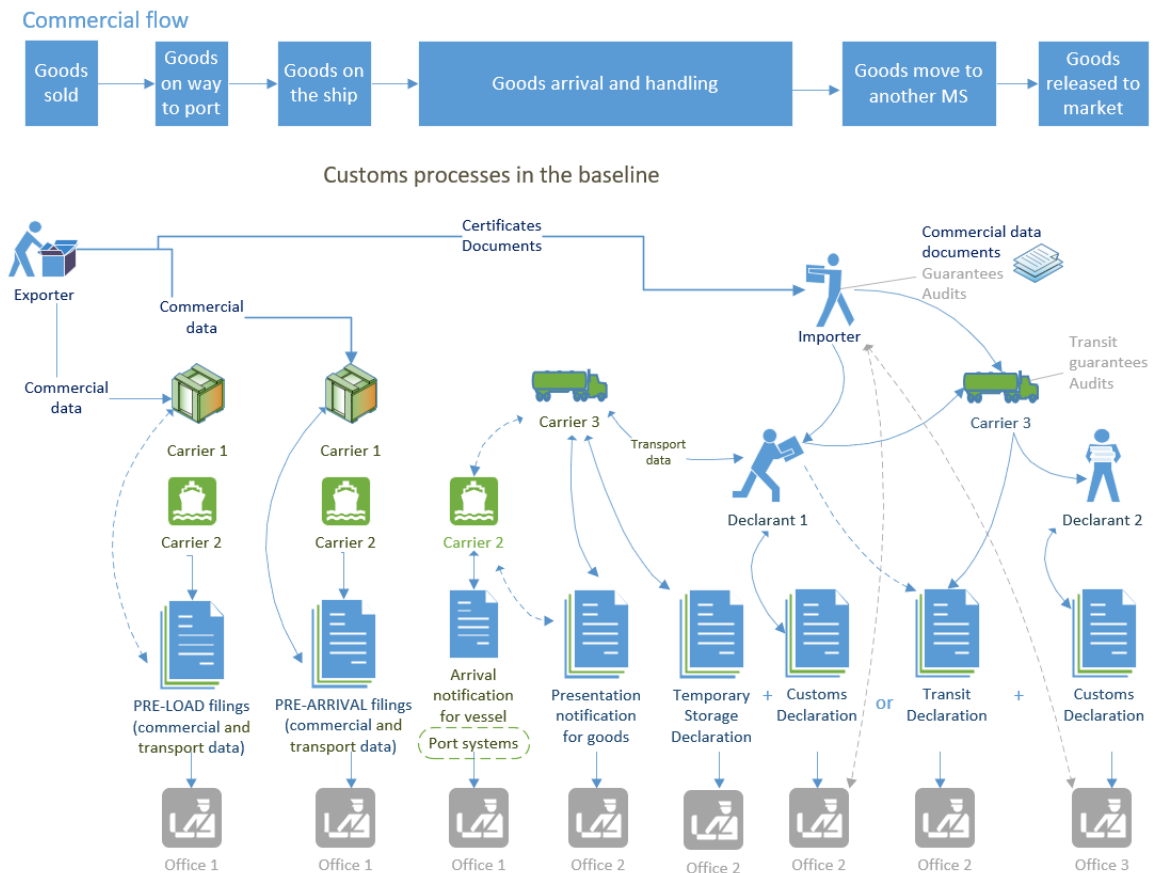 Commercial flow
Goods
sold
Goods
on way
to port
Goods on
the ship
Goods arrival and handling
Goods move to
another MS
Goods
released to
market
Customs processes in the baseline
Certificates
Documents
Commercial data
documents
Guarantees
Audits
Exporter
Commercial
data
Importer
Transit
guarantees
Audits
Commercial
data
Carrier 1
Carrier 1
Carrier 3
Transport
data
Carrier 3
Carrier 2
Carrier 2
Carrier 2
Declarant 1
Declarant 2
PRE-LOAD filings
(commercial and
transport data)
PRE-ARRIVAL filings
(commercial and
transport data)
Arrival
notification
for vessel
Port systems
Presentation
notification
for goods
Temporary
Storage
Declaration
+
Customs
Declaration
or
Transit
Declaration
+
Customs
Declaration
Office 1
Office 1
Office 1
Office 2
Office 2
Office 2
Office 2
Office 3